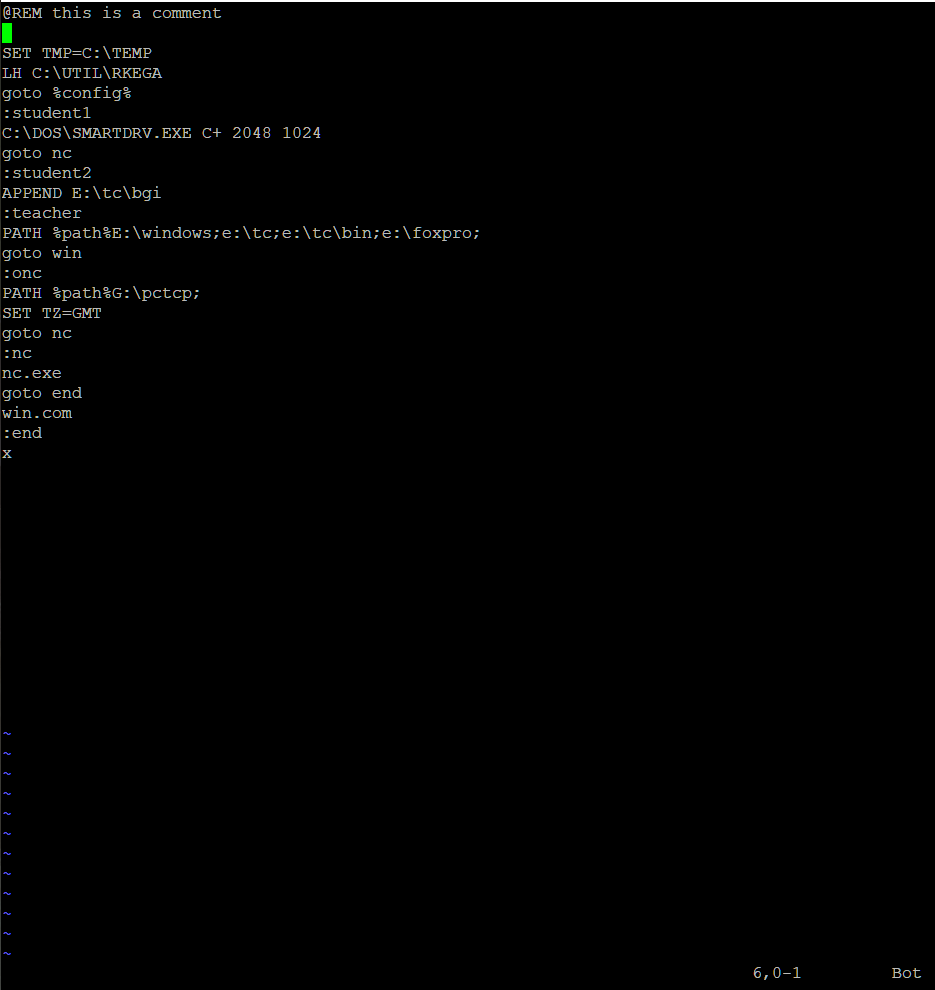 @REM this is a comment
SET TMP=C:\TEMP
LH C:\UTIL\RKEGA
goto %config%
:student1
C:\DOS\SMARTDRV.EXE C+ 2048 1024
goto nc
:student2
APPEND E:\tc\bgi
:teacher
PATH %path%E:\windows;e:\tc;e:\tc\bin;e:\foxpro;
goto win
:onc
PATH %path%G:\pctcp;
SET TZ=GMT
goto nc
:nc
nc.exe
goto end
win.com
:end
x
~
~
~
~
~
~
~
~
~
~
~
~
6,0-1 Bot